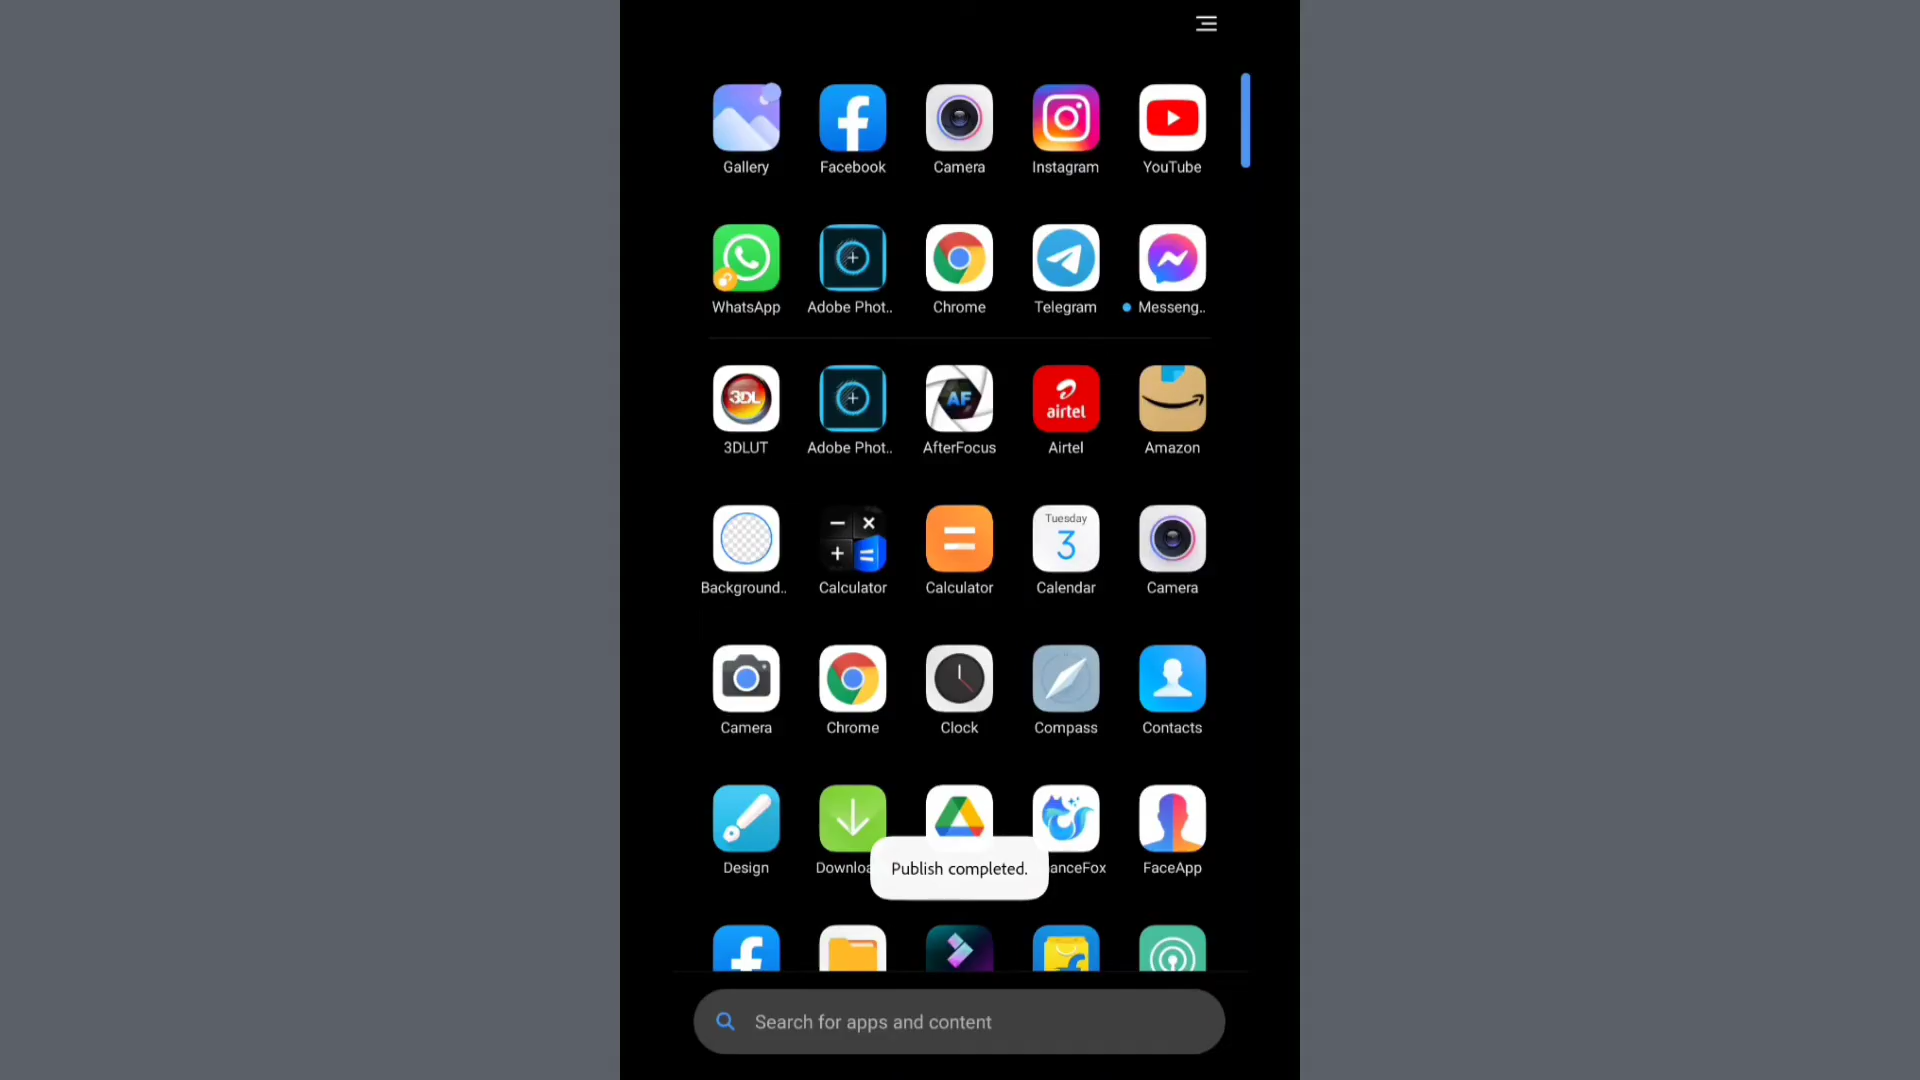 Gallery Facebook Camera Instagram YouTube
WhatsApp Adobe Phot.. Chrome Telegram Messeng..
3DL AF airtel
3DLUT Adobe Phot.. AfterFocus Airtel Amazon
Tuesday
3
Background.. Calculator Calculator Calendar Camera
Camera Chrome Clock Compass Contacts
Design Downloa anceFox FaceApp
Publish completed.
Search for apps and content